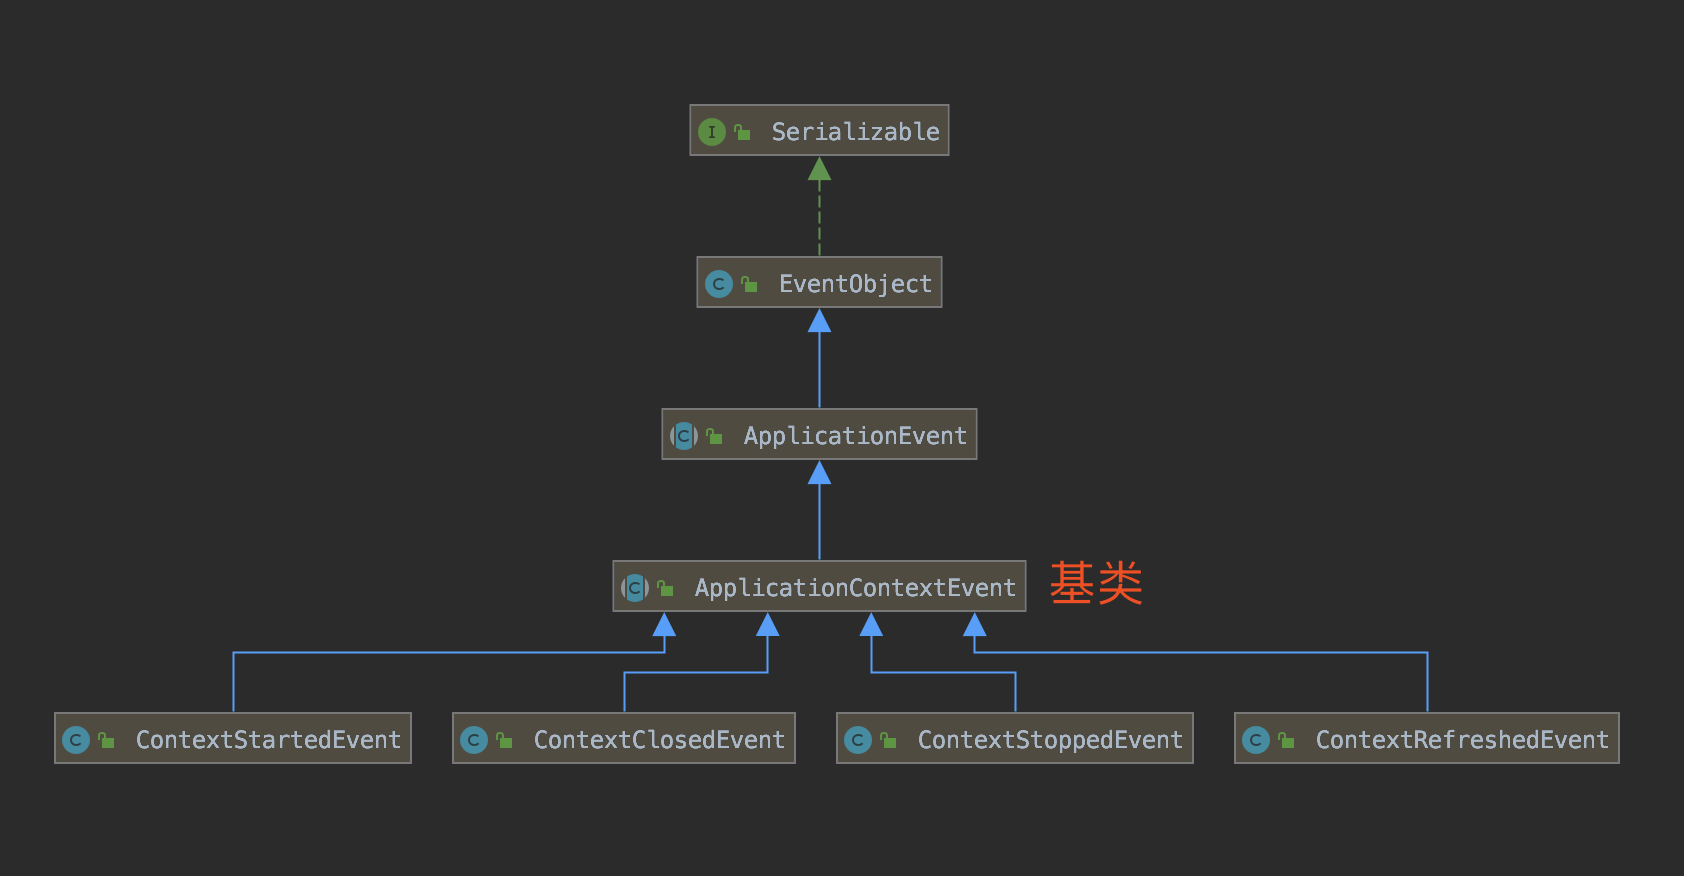 I Serializable
C EventObject
C ApplicationEvent
C ApplicationContextEvent 基类
C ContextStartedEvent
C ContextClosedEvent
C ContextStoppedEvent
C ContextRefreshedEvent